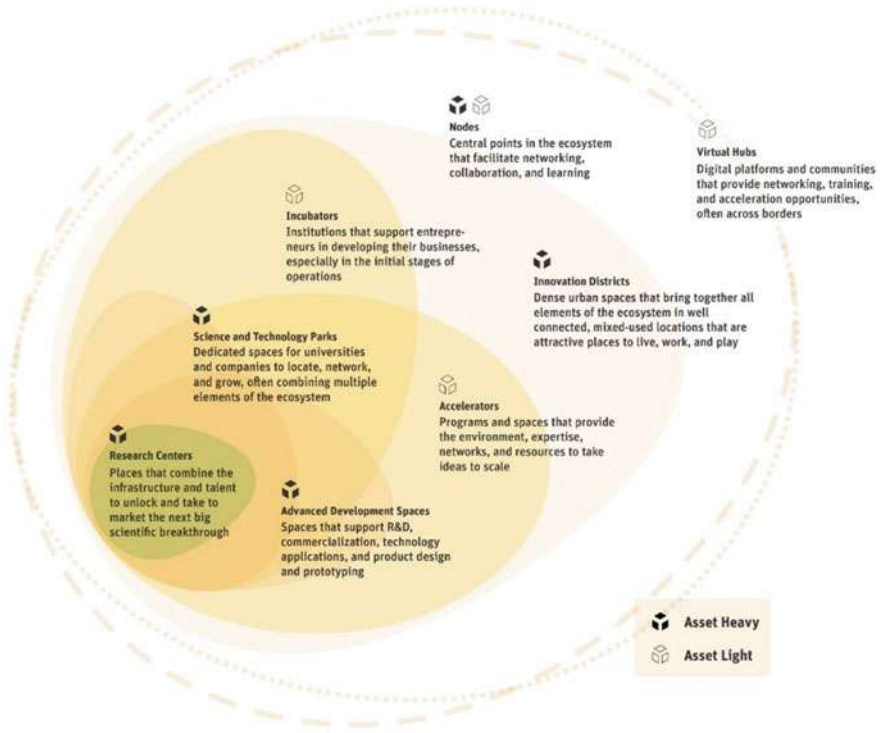 Nodes
Central points in the ecosystem
that facilitate networking,
collaboration, and learning
Virtual Hubs
Digital platforms and communities
that provide networking, training,
and acceleration opportunities,
often across borders
Incubators
Institutions that support entrepre-
neurs in developing their businesses,
especially in the initial stages of
operations
Innovation Districts
Dense urban spaces that bring together all
elements of the ecosystem in well
connected, mixed-used locations that are
attractive places to live, work, and play
Science and Technology Parks
Dedicated spaces for universities
and companies to locate, network,
and grow, often combining multiple
elements of the ecosystem
Accelerators
Programs and spaces that provide
the environment, expertise,
networks, and resources to take
ideas to scale
Research Centers
Places that combine the
infrastructure and talent
to unlock and take to
market the next big
scientific breakthrough
Advanced Development Spaces
Spaces that support R&D,
commercialization, technology
applications, and product design
and prototyping
Asset Heavy
Asset Light